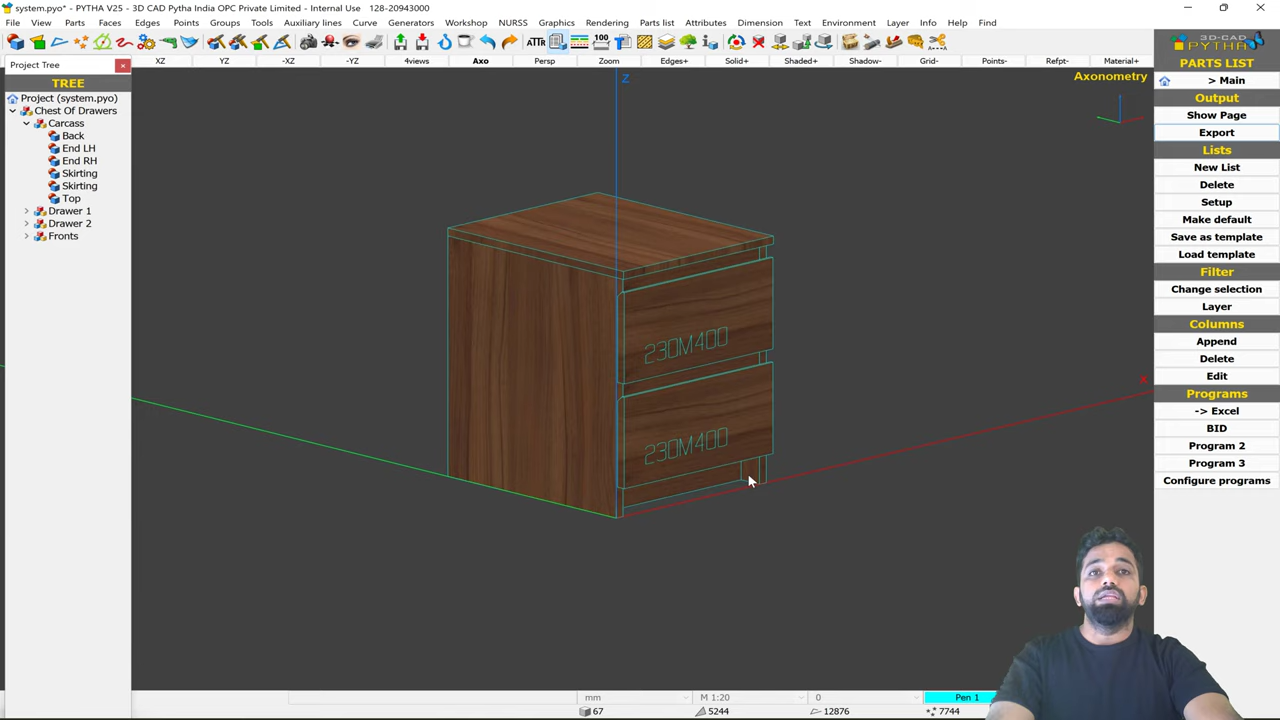 system.pyo* - PYTHA V25 - 3D CAD Pytha India OPC Private Limited - Internal Use 128-20943000
File View Parts Faces Edges Points Groups Tools Auxiliary lines Curve Generators Workshop NURSS Graphics Rendering Parts list Attributes Dimension Text Environment Layer Info Help Find
ATTR 100
3D-CAD
PYTHA
XZ YZ -XZ -YZ 4views Axo Persp Zoom Edges+ Solid+ Shaded+ Shadow- Grid- Points- Refpt- Material+
Project Tree
TREE
Project (system.pyo)
Chest Of Drawers
Carcass
Back
End LH
End RH
Skirting
Skirting
Top
Drawer 1
Drawer 2
Fronts
Axonometry
Z
X
230M400
230M400
PARTS LIST
> Main
Output
Show Page
Export
Lists
New List
Delete
Setup
Make default
Save as template
Load template
Filter
Change selection
Layer
Columns
Append
Delete
Edit
Programs
-> Excel
BID
Program 2
Program 3
Configure programs
mm M 1:20 0 Pen 1
67 5244 12876 7744